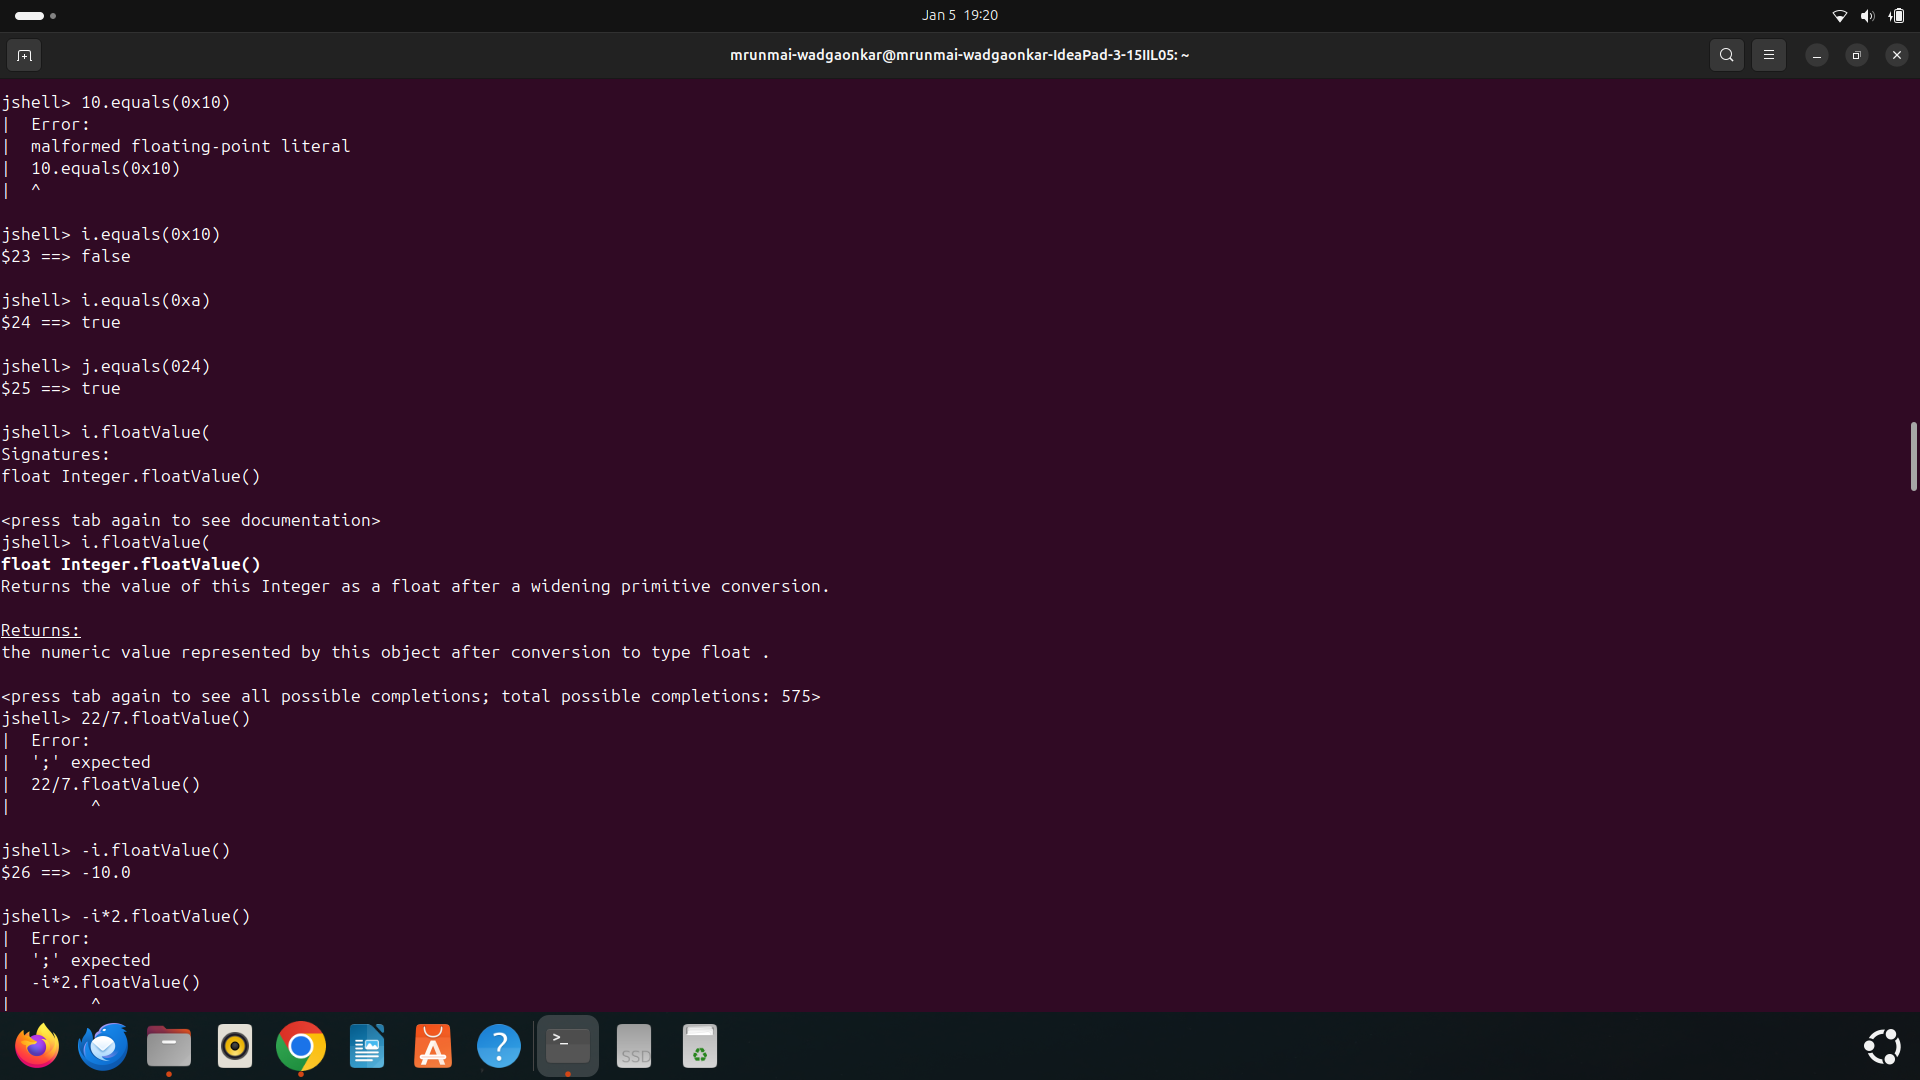 Jan 5 19:20
mrunmai-wadgaonkar@mrunmai-wadgaonkar-IdeaPad-3-15IIL05: ~
jshell> 10.equals(0x10)
| Error:
| malformed floating-point literal
| 10.equals(0x10)
| ^
jshell> i.equals(0x10)
$23 ==> false
jshell> i.equals(0xa)
$24 ==> true
jshell> j.equals(024)
$25 ==> true
jshell> i.floatValue(
Signatures:
float Integer.floatValue()
<press tab again to see documentation>
jshell> i.floatValue(
float Integer.floatValue()
Returns the value of this Integer as a float after a widening primitive conversion.
Returns:
the numeric value represented by this object after conversion to type float .
<press tab again to see all possible completions; total possible completions: 575>
jshell> 22/7.floatValue()
| Error:
| ';' expected
| 22/7.floatValue()
|       ^
jshell> -i.floatValue()
$26 ==> -10.0
jshell> -i*2.floatValue()
| Error:
| ';' expected
| -i*2.floatValue()
|       ^
>_
SSD